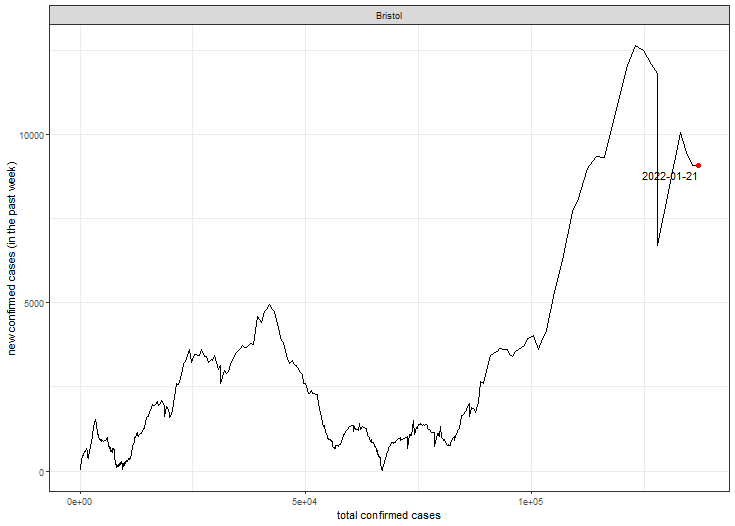 Bristol
new confirmed cases (in the past week)
10000
5000
0
2022-01-21
0e+00
5e+04
1e+05
total confirmed cases